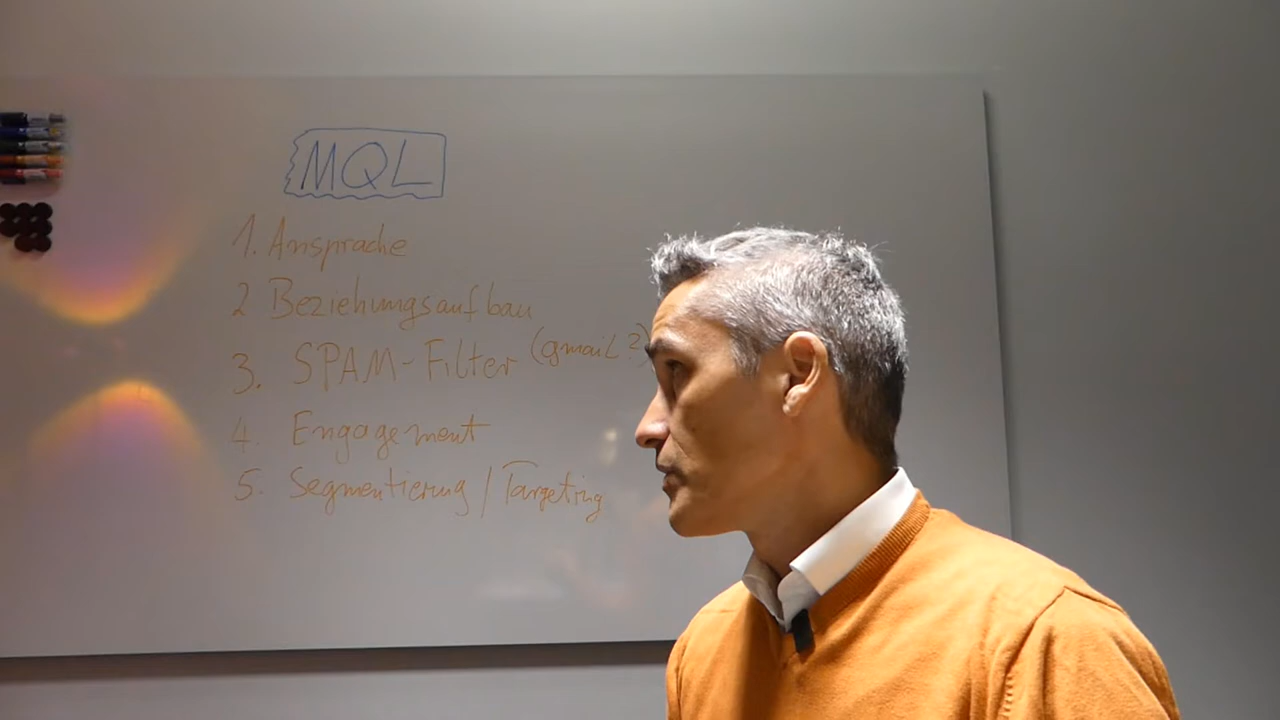 MQL
1. Ansprache
2 Beziehungsaufbau
3. SPAM-Filter (gmail?)
4. Engagement
5. Segmentierung / Targeting